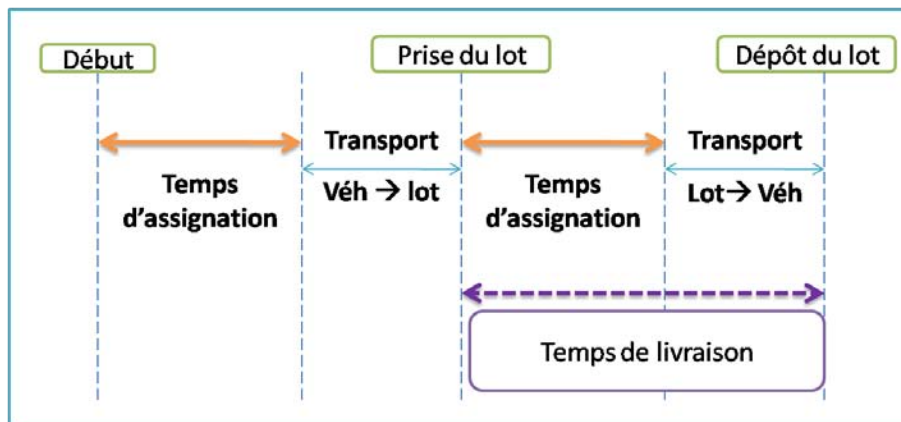 Début
Prise du lot
Dépôt du lot
Transport
Transport
Véh → lot
Lot → Véh
Temps
d'assignation
Temps
d'assignation
Temps de livraison